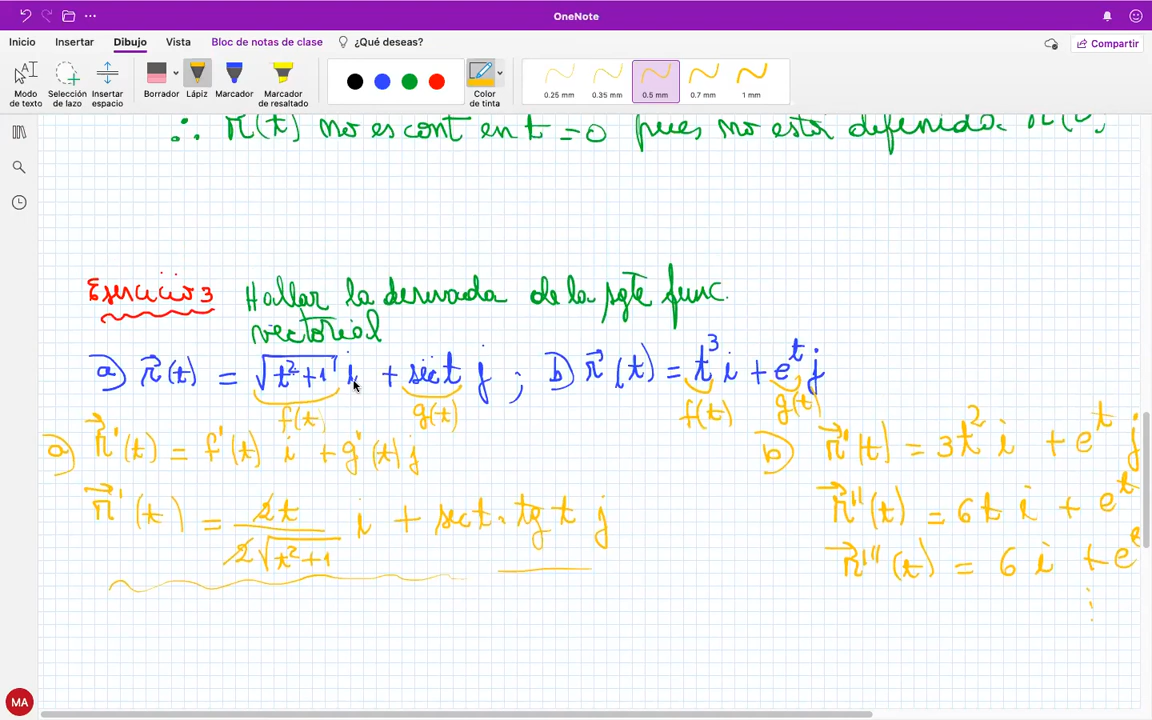 OneNote
Inicio Insertar Dibujo Vista Bloc de notas de clase ¿Qué deseas? Compartir
Modo de texto Selección de lazo Insertar espacio Borrador Lápiz Marcador Marcador de resaltado Color de tinta 0.25 mm 0.35 mm 0.5 mm 0.7 mm 1 mm
∴ r(t) no es cont en t = 0 pues no está definida
Ejercicio 3 Hallar la derivada de la sgte func.
vectorial
a) r⃗(t) = √(t²+1) i + sec t j ; b) r⃗(t) = t³ i + e^t j
f(t) g(t) f(t) g(t)
a) r⃗'(t) = f'(t) i + g'(t) j b) r⃗'(t) = 3t² i + e^t j
r⃗'(t) = 2t / 2√(t²+1) i + sec t . tg t j r⃗''(t) = 6t i + e^t
r⃗'''(t) = 6 i + e^t
MA